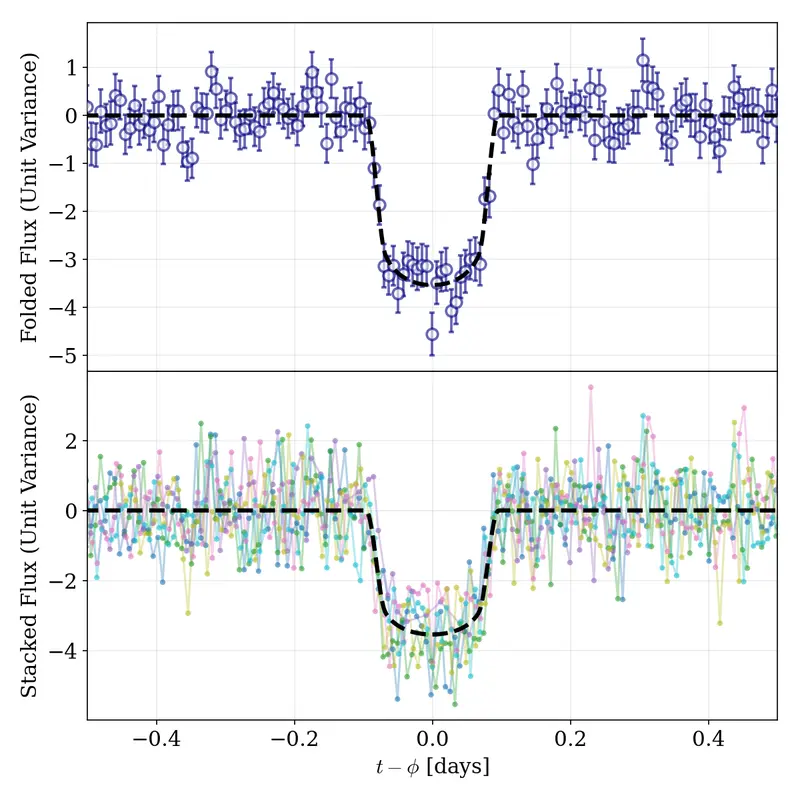 Folded Flux (Unit Variance)
1
0
−1
−2
−3
−4
−5
Stacked Flux (Unit Variance)
2
0
−2
−4
−0.4 −0.2 0.0 0.2 0.4
t − ϕ [days]